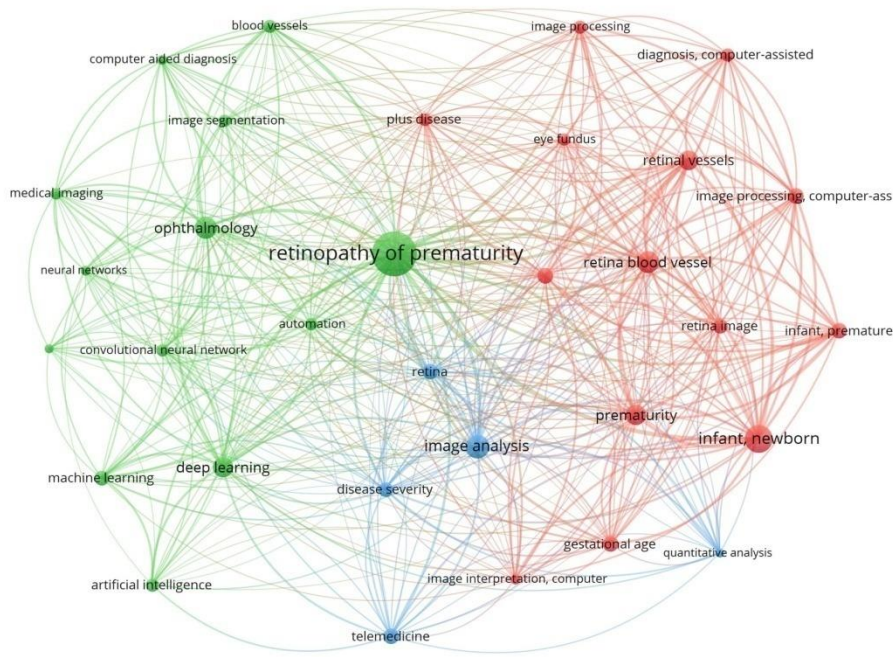 blood vessels
image processing
computer aided diagnosis
diagnosis, computer-assisted
image segmentation
plus disease
eye fundus
retinal vessels
medical imaging
image processing, computer-ass
ophthalmology
retinopathy of prematurity
retina blood vessel
neural networks
automation
retina image
infant, premature
convolutional neural network
retina
prematurity
infant, newborn
image analysis
deep learning
machine learning
disease severity
gestational age
quantitative analysis
artificial intelligence
image interpretation, computer
telemedicine